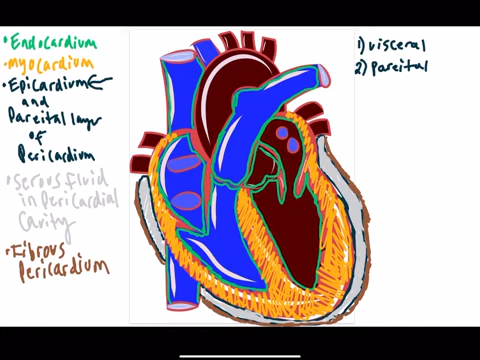 • Endocardium
• Myocardium
• Epicardium
and
Pareital layer
of
Pericardium
• Serous fluid
in Pericardial
Cavity
• Fibrous
Pericardium
1) visceral
2) pareital